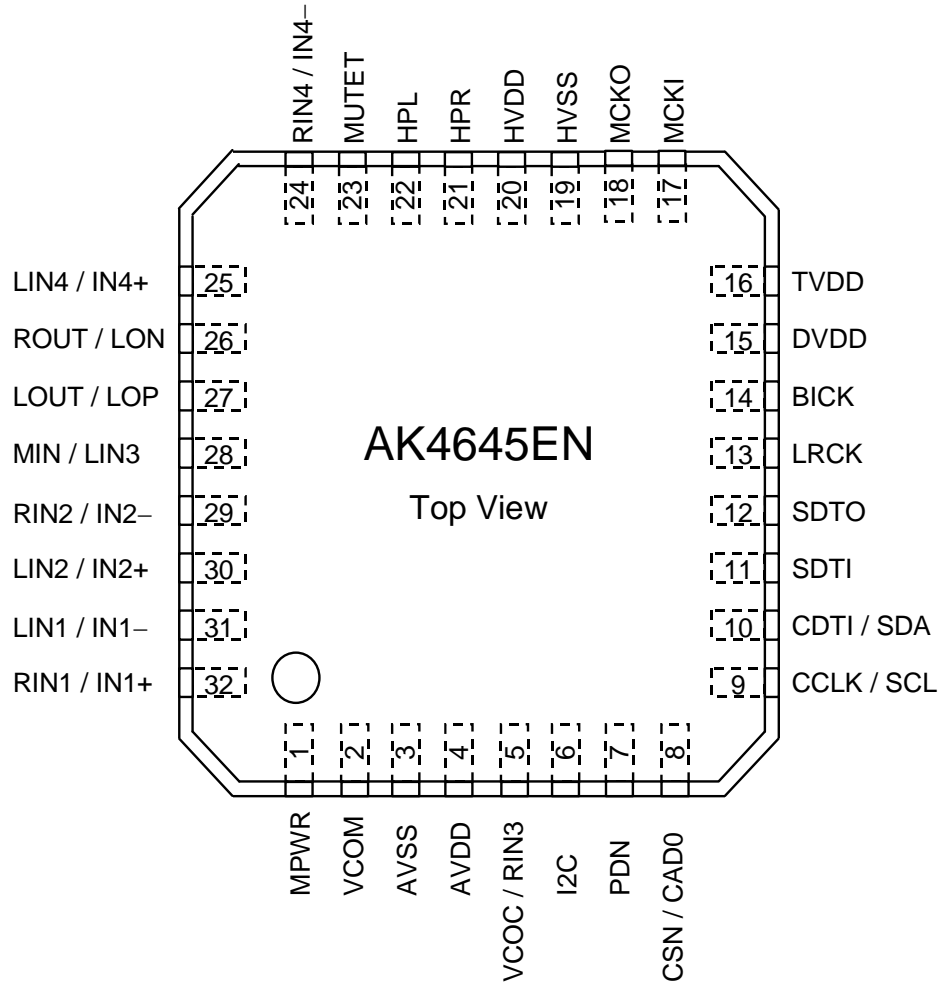 RIN4 / IN4−
MUTET
HPL
HPR
HVDD
HVSS
MCKO
MCKI
24
23
22
21
20
19
18
17
LIN4 / IN4+
25
16
TVDD
ROUT / LON
26
15
DVDD
LOUT / LOP
27
14
BICK
MIN / LIN3
28
13
LRCK
RIN2 / IN2−
29
12
SDTO
LIN2 / IN2+
30
11
SDTI
LIN1 / IN1−
31
10
CDTI / SDA
RIN1 / IN1+
32
9
CCLK / SCL
AK4645EN
Top View
1
2
3
4
5
6
7
8
MPWR
VCOM
AVSS
AVDD
VCOC / RIN3
I2C
PDN
CSN / CAD0